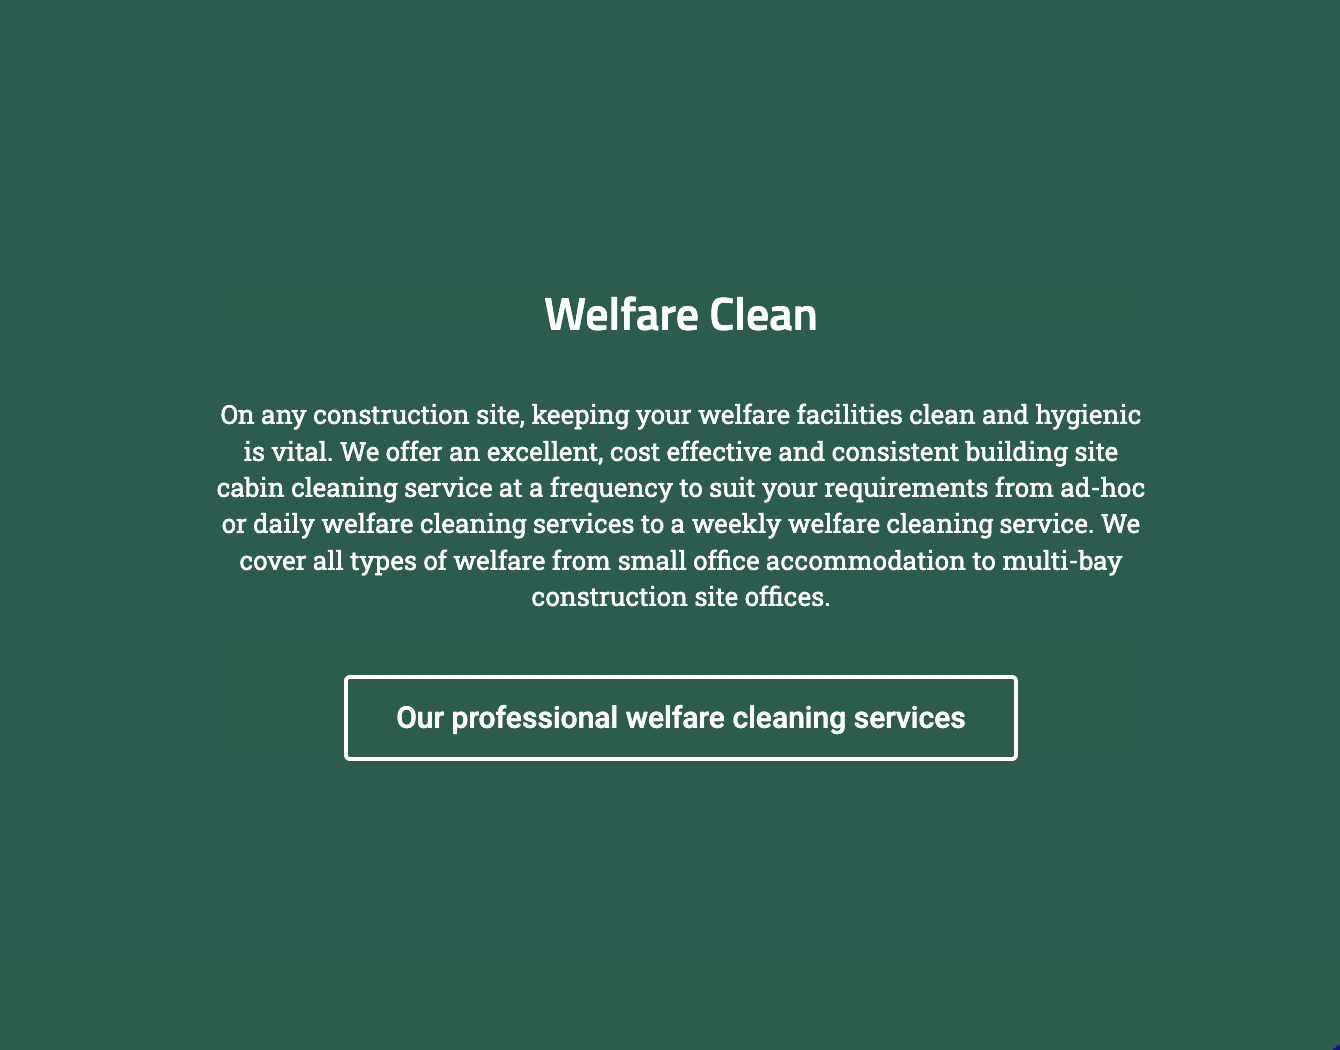 Welfare Clean
On any construction site, keeping your welfare facilities clean and hygienic
is vital. We offer an excellent, cost effective and consistent building site
cabin cleaning service at a frequency to suit your requirements from ad-hoc
or daily welfare cleaning services to a weekly welfare cleaning service. We
cover all types of welfare from small office accommodation to multi-bay
construction site offices.
Our professional welfare cleaning services